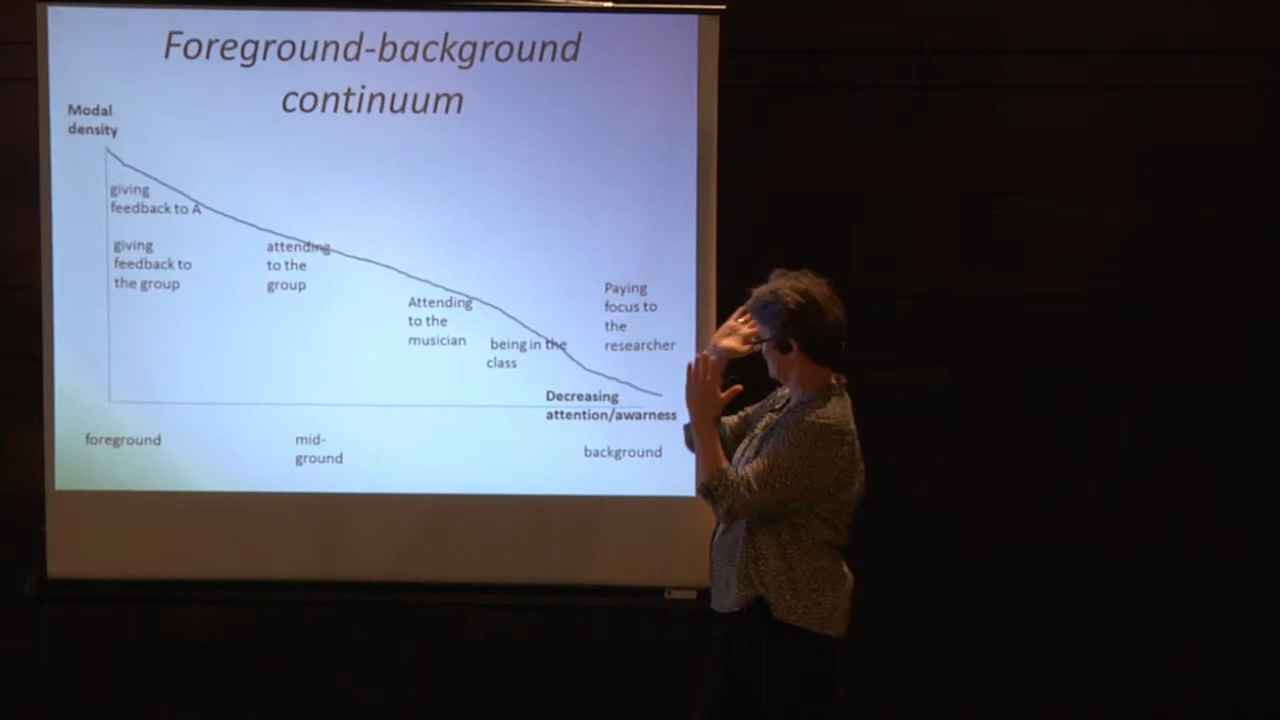 Foreground-background
continuum
Modal
density
giving
feedback to A
giving
feedback to
the group
attending
to the
group
Attending
to the
musician
being in the
class
Paying
focus to
the
researcher
Decreasing
attention/awarness
foreground
mid-
ground
background